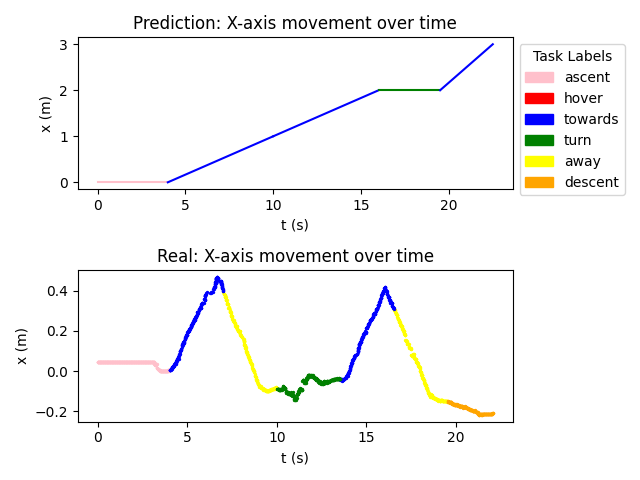 Prediction: X-axis movement over time
3
2
1
0
x (m)
0
5
10
15
20
t (s)
Task Labels
ascent
hover
towards
turn
away
descent
Real: X-axis movement over time
0.4
0.2
0.0
−0.2
x (m)
0
5
10
15
20
t (s)